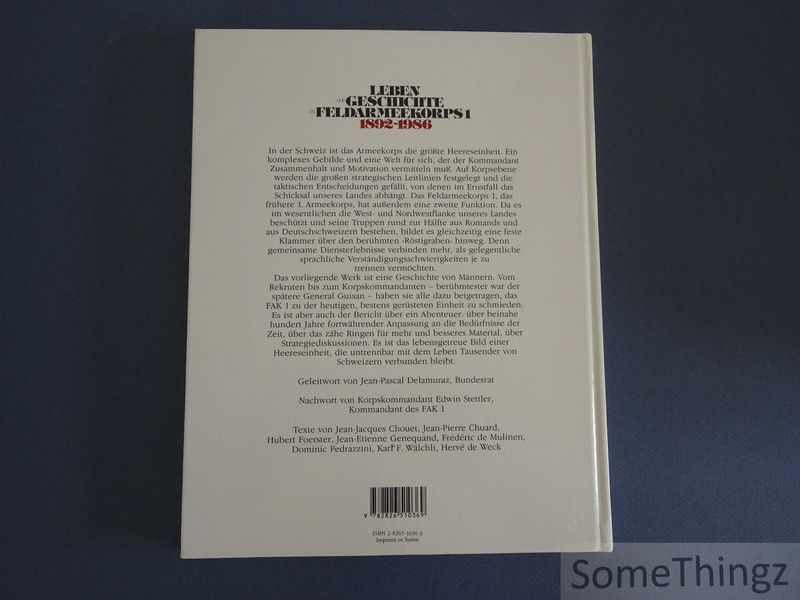 LEBEN
UND GESCHICHTE
DES FELDARMEEKORPS 1
1892-1986
In der Schweiz ist das Armeekorps die größte Heereseinheit. Ein
komplexes Gebilde und eine Welt für sich, der der Kommandant
Zusammenhalt und Motivation vermitteln muß. Auf Korpsebene
werden die großen strategischen Leitlinien festgelegt und die
taktischen Entscheidungen gefällt, von denen im Ernstfall das
Schicksal unseres Landes abhängt. Das Feldarmeekorps 1, das
frühere 1. Armeekorps, hat außerdem eine zweite Funktion. Da es
im wesentlichen die West- und Nordwestflanke unseres Landes
beschützt und seine Truppen rund zur Hälfte aus Romands und
aus Deutschschweizern bestehen, bildet es gleichzeitig eine feste
Klammer über den berühmten ‹Röstigraben› hinweg. Denn
gemeinsame Diensterlebnisse verbinden mehr, als gelegentliche
sprachliche Verständigungsschwierigkeiten je zu
trennen vermöchten.
Das vorliegende Werk ist eine Geschichte von Männern. Vom
Rekruten bis zum Korpskommandanten – berühmtester war der
spätere General Guisan – haben sie alle dazu beigetragen, das
FAK 1 zu der heutigen, bestens gerüsteten Einheit zu schmieden.
Es ist aber auch der Bericht über ein Abenteuer: über beinahe
hundert Jahre fortwährender Anpassung an die Bedürfnisse der
Zeit, über das zähe Ringen für mehr und besseres Material, über
Strategiediskussionen. Es ist das lebensgetreue Bild einer
Heereseinheit, die untrennbar mit dem Leben Tausender von
Schweizern verbunden bleibt.
Geleitwort von Jean-Pascal Delamuraz, Bundesrat
Nachwort von Korpskommandant Edwin Stettler,
Kommandant des FAK 1
Texte von Jean-Jacques Chouet, Jean-Pierre Chuard,
Hubert Foerster, Jean-Etienne Genequand, Frédéric de Mulinen,
Dominic Pedrazzini, Karl F. Wälchli, Hervé de Weck
9 782826 510369
ISBN 2-8265-1036 3
Imprimé en Suisse
SomeThingz